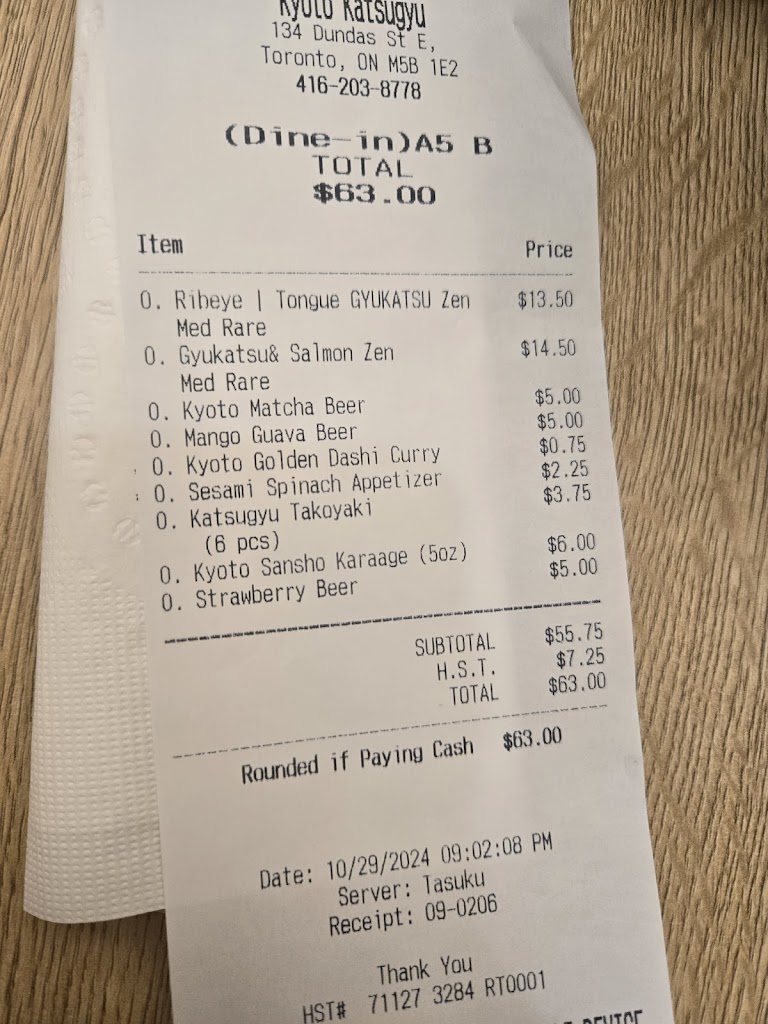 Kyoto Katsugyu
134 Dundas St E,
Toronto, ON M5B 1E2
416-203-8778
(Dine-in)A5 B
TOTAL
$63.00
Item Price
0. Ribeye | Tongue GYUKATSU Zen $13.50
Med Rare
0. Gyukatsu& Salmon Zen $14.50
Med Rare
0. Kyoto Matcha Beer $5.00
0. Mango Guava Beer $5.00
0. Kyoto Golden Dashi Curry $0.75
0. Sesami Spinach Appetizer $2.25
0. Katsugyu Takoyaki $3.75
(6 pcs)
0. Kyoto Sansho Karaage (5oz) $6.00
0. Strawberry Beer $5.00
SUBTOTAL $55.75
H.S.T. $7.25
TOTAL $63.00
Rounded if Paying Cash $63.00
Date: 10/29/2024 09:02:08 PM
Server: Tasuku
Receipt: 09-0206
Thank You
HST# 71127 3284 RT0001